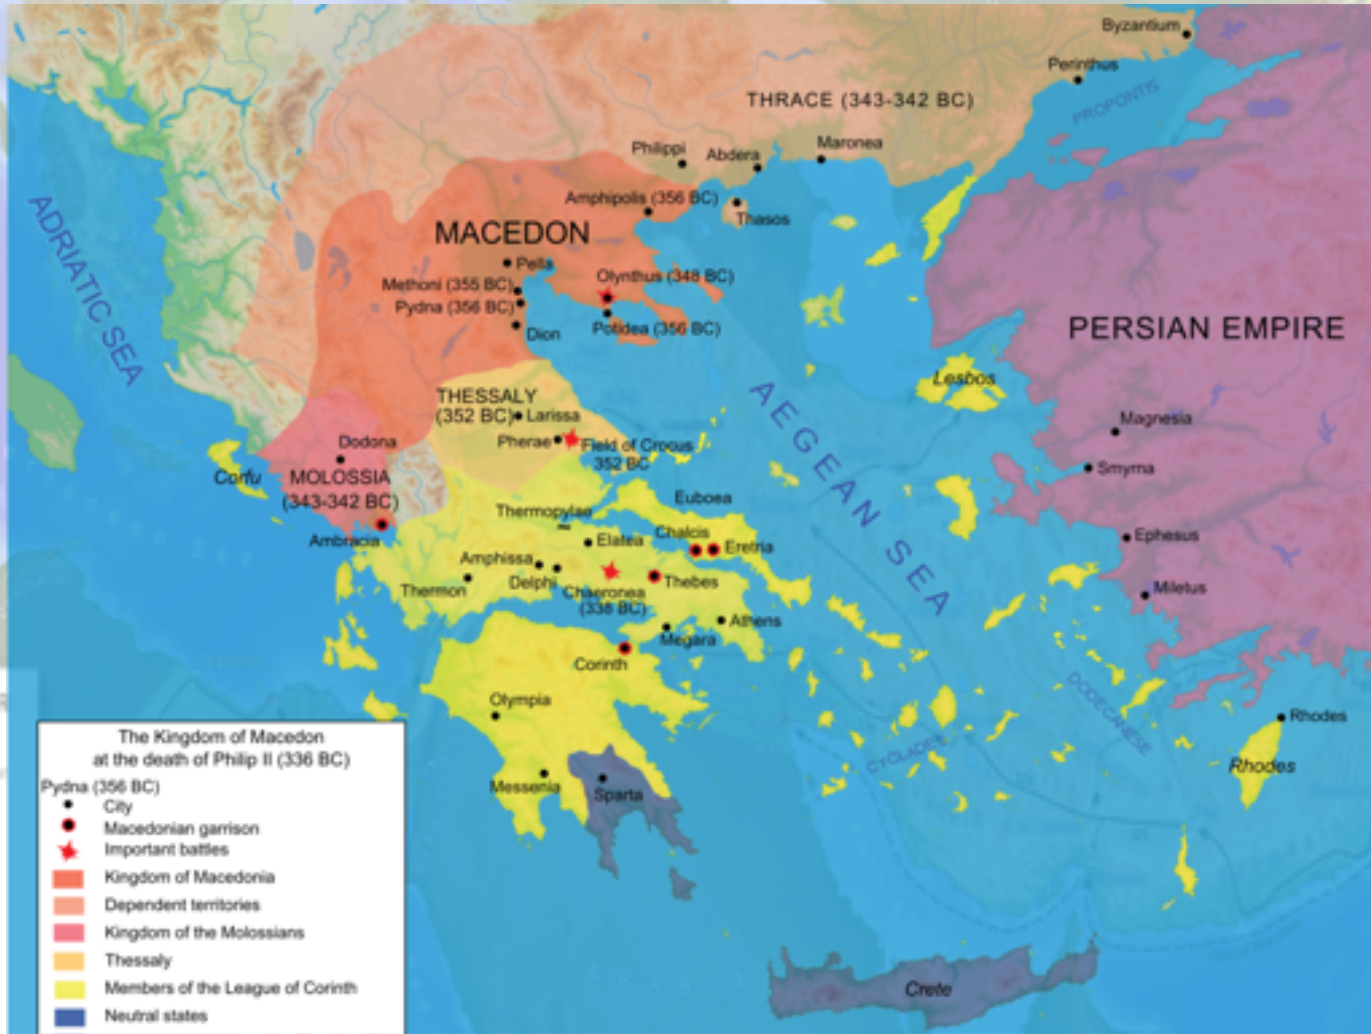 Byzantium
Perinthus
PROPONTIS
THRACE (343-342 BC)
Maronea
Philippi
Abdera
Amphipolis (356 BC)
Thasos
ADRIATIC SEA
MACEDON
Pella
Olynthus (348 BC)
Methoni (355 BC)
Pydna (356 BC)
Dion
Potidea (356 BC)
PERSIAN EMPIRE
AEGEAN SEA
Lesbos
THESSALY
(352 BC)
Larissa
Magnesia
Dodona
Pherae
Field of Crocus
352 BC
Smyrna
Corfu
MOLOSSIA
(343-342 BC)
Euboea
Thermopylae
Ambracia
Elatea
Chalcis
Eretria
Ephesus
Amphissa
Delphi
Thermon
Chaeronea
(338 BC)
Thebes
Miletus
Athens
Megara
Corinth
Olympia
DODECANESE
CYCLADES
Rhodes
Rhodes
Messenia
Sparta
Crete
The Kingdom of Macedon
at the death of Philip II (336 BC)
Pydna (356 BC)
City
Macedonian garrison
Important battles
Kingdom of Macedonia
Dependent territories
Kingdom of the Molossians
Thessaly
Members of the League of Corinth
Neutral states